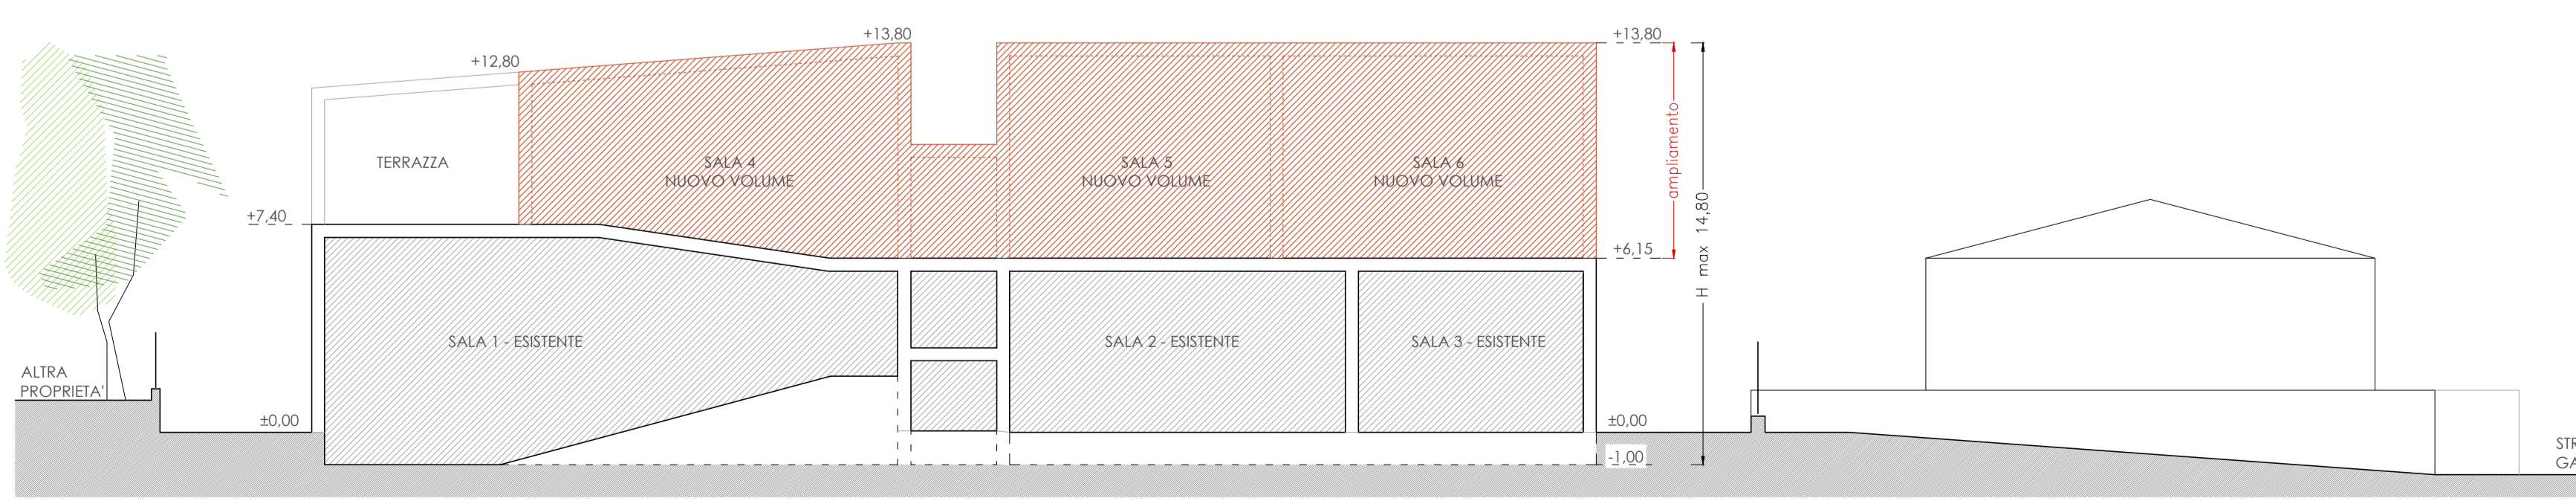 +13,80
+13,80
+12,80
ampliamento
TERRAZZA
SALA 4
NUOVO VOLUME
SALA 5
NUOVO VOLUME
SALA 6
NUOVO VOLUME
H max 14,80
+7,40
+6,15
SALA 1 - ESISTENTE
SALA 2 - ESISTENTE
SALA 3 - ESISTENTE
ALTRA
PROPRIETA'
±0,00
±0,00
-1,00
STR
GA